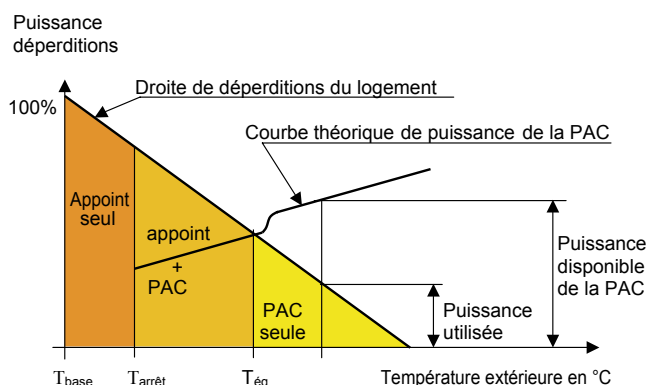 Puissance
déperditions
Droite de déperditions du logement
100%
Courbe théorique de puissance de la PAC
Appoint
seul
appoint
+
PAC
PAC
seule
Puissance
utilisée
Puissance
disponible
de la PAC
Tbase
Tarrêt
Téq
Température extérieure en °C